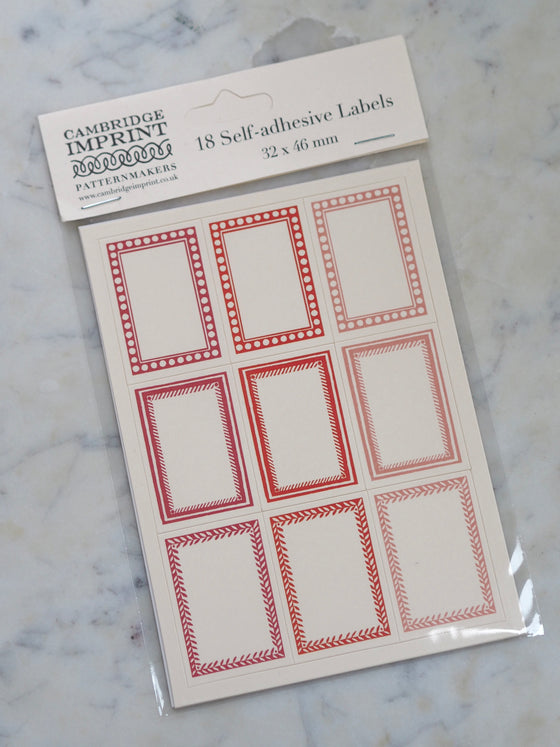 CAMBRIDGE
IMPRINT
PATTERNMAKERS
www.cambridgeimprint.co.uk
18 Self-adhesive Labels
32 x 46 mm